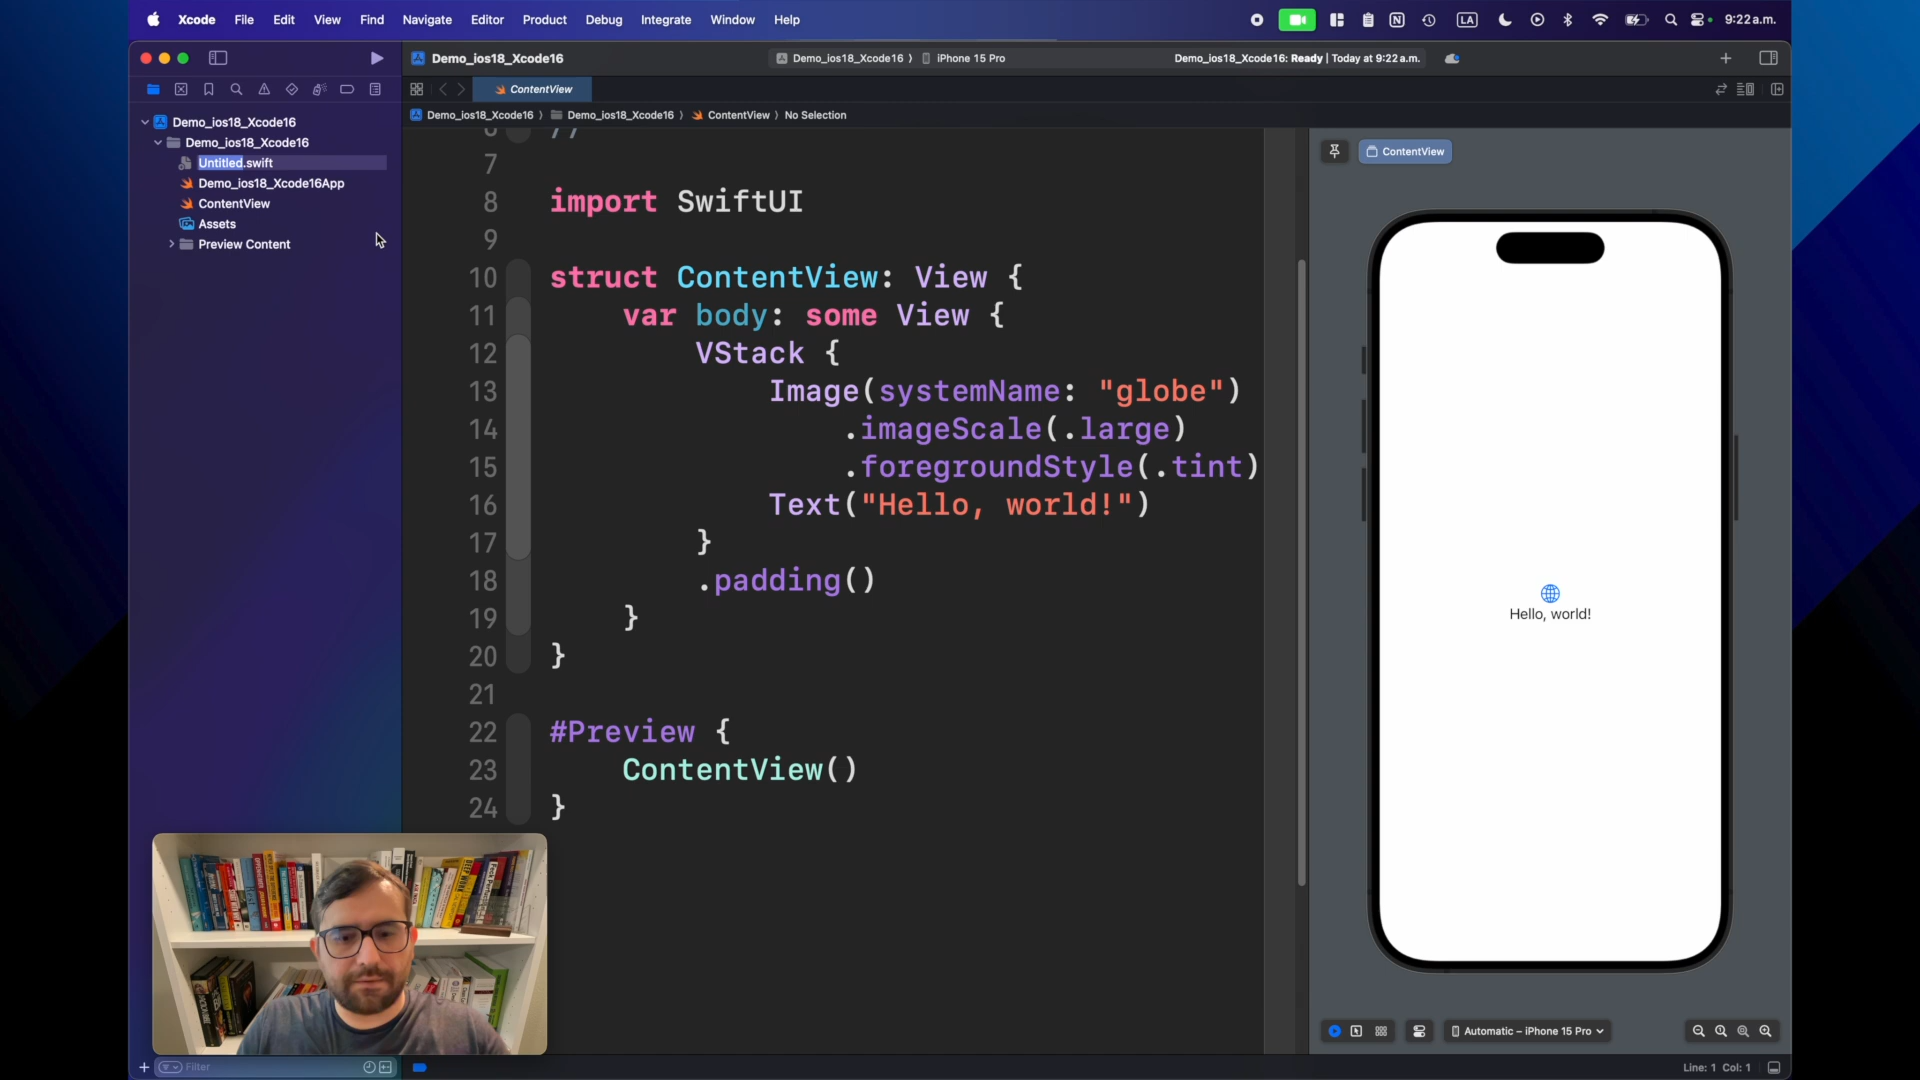 Xcode File Edit View Find Navigate Editor Product Debug Integrate Window Help
N LA 9:22 a.m.
Demo_ios18_Xcode16
Demo_ios18_Xcode16 ⟩ iPhone 15 Pro
Demo_ios18_Xcode16: Ready | Today at 9:22 a.m.
ContentView
Demo_ios18_Xcode16 ⟩ Demo_ios18_Xcode16 ⟩ ContentView ⟩ No Selection
Demo_ios18_Xcode16
Demo_ios18_Xcode16
Untitled.swift
Demo_ios18_Xcode16App
ContentView
Assets
Preview Content
6 //
7
8 import SwiftUI
9
10 struct ContentView: View {
11 var body: some View {
12 VStack {
13 Image(systemName: "globe")
14 .imageScale(.large)
15 .foregroundStyle(.tint)
16 Text("Hello, world!")
17 }
18 .padding()
19 }
20 }
21
22 #Preview {
23 ContentView()
24 }
ContentView
Hello, world!
Automatic – iPhone 15 Pro
DEEP WORK
Filter
Line: 1 Col: 1